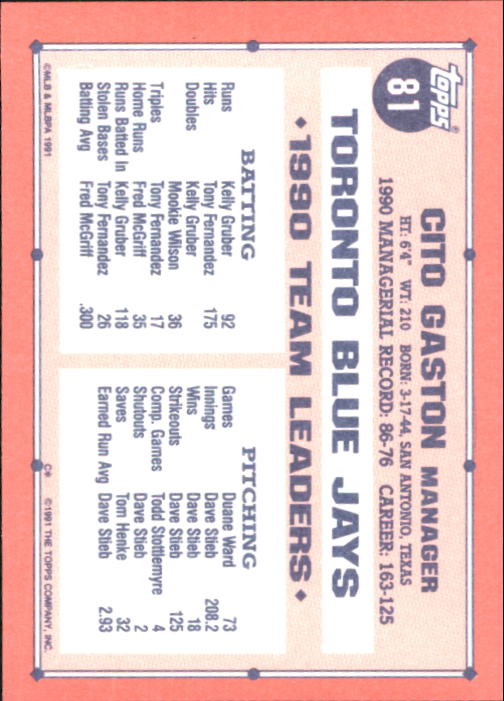 topps®
81
CITO GASTON MANAGER
HT: 6'4" WT: 210 BORN: 3-17-44, SAN ANTONIO, TEXAS
1990 MANAGERIAL RECORD: 86-76 CAREER: 163-125
TORONTO BLUE JAYS
♦1990 TEAM LEADERS♦
BATTING
Runs Kelly Gruber 92
Hits Tony Fernandez 175
Doubles Kelly Gruber
Mookie Wilson 36
Triples Tony Fernandez 17
Home Runs Fred McGriff 35
Runs Batted In Kelly Gruber 118
Stolen Bases Tony Fernandez 26
Batting Avg Fred McGriff .300
PITCHING
Games Duane Ward 73
Innings Dave Stieb 208.2
Wins Dave Stieb 18
Strikeouts Dave Stieb 125
Comp. Games Todd Stottlemyre 4
Shutouts Dave Stieb 2
Saves Tom Henke 32
Earned Run Avg Dave Stieb 2.93
©MLB & MLBPA 1991
C* ©1991 THE TOPPS COMPANY, INC.